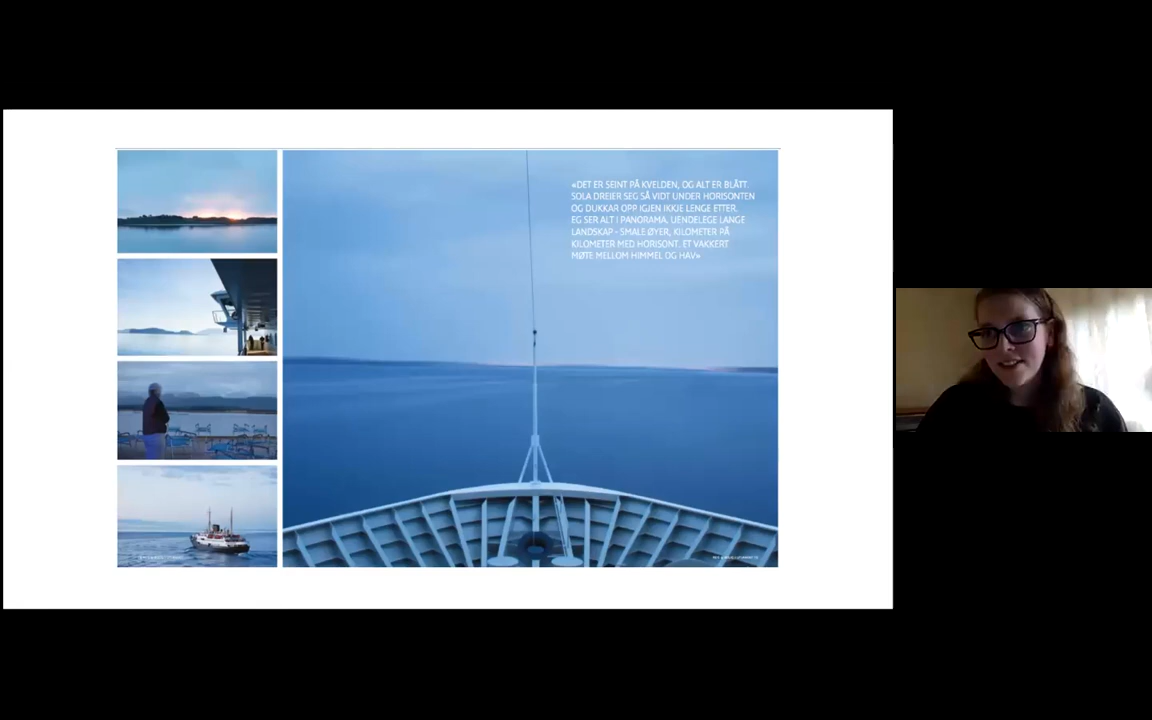 «DET ER SEINT PÅ KVELDEN, OG ALT ER BLÅTT.
SOLA DREIER SEG SÅ VIDT UNDER HORISONTEN
OG DUKKAR OPP IGJEN IKKJE LENGE ETTER.
EG SER ALT I PANORAMA. UENDELEGE LANGE
LANDSKAP - SMALE ØYER, KILOMETER PÅ
KILOMETER MED HORISONT. ET VAKKERT
MØTE MELLOM HIMMEL OG HAV»